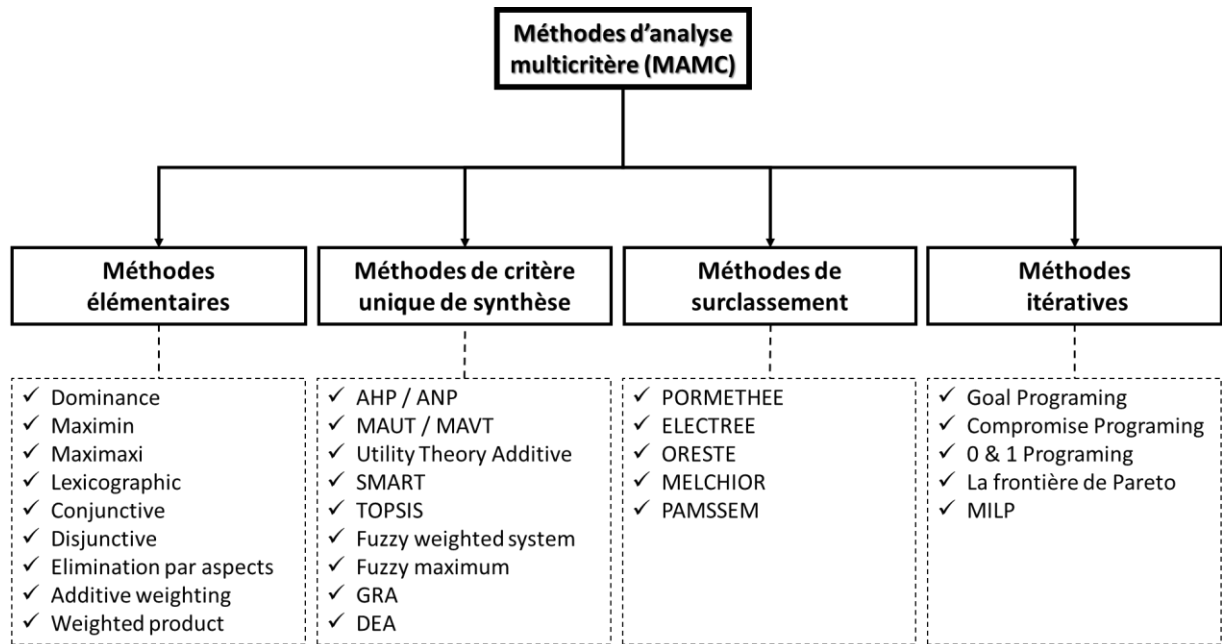 Méthodes d'analyse
multicritère (MAMC)
Méthodes
élémentaires
Méthodes de critère
unique de synthèse
Méthodes de
surclassement
Méthodes
itératives
✓ Dominance
✓ Maximin
✓ Maximaxi
✓ Lexicographic
✓ Conjunctive
✓ Disjunctive
✓ Elimination par aspects
✓ Additive weighting
✓ Weighted product
✓ AHP / ANP
✓ MAUT / MAVT
✓ Utility Theory Additive
✓ SMART
✓ TOPSIS
✓ Fuzzy weighted system
✓ Fuzzy maximum
✓ GRA
✓ DEA
✓ PORMETHEE
✓ ELECTREE
✓ ORESTE
✓ MELCHIOR
✓ PAMSSEM
✓ Goal Programing
✓ Compromise Programing
✓ 0 & 1 Programing
✓ La frontière de Pareto
✓ MILP